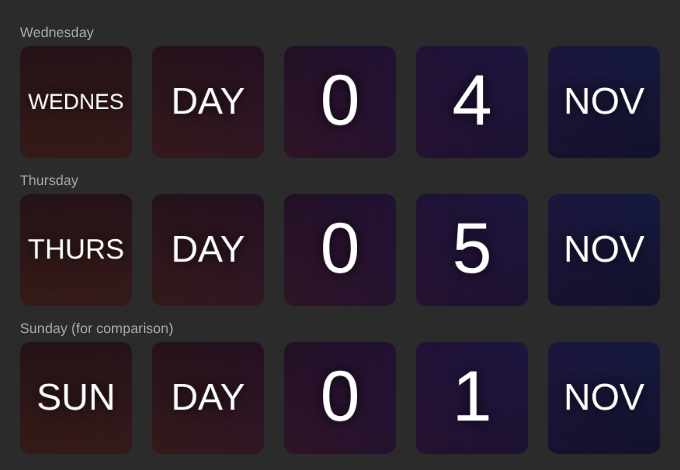 Wednesday
WEDNES DAY 0 4 NOV
Thursday
THURS DAY 0 5 NOV
Sunday (for comparison)
SUN DAY 0 1 NOV